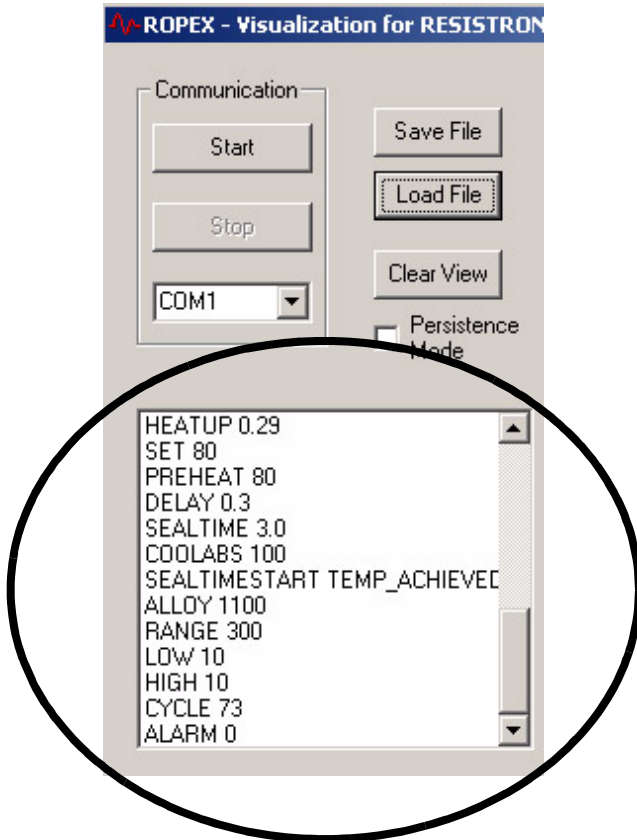 ROPEX - Visualization for RESISTRON
Communication
Start
Stop
COM1
Save File
Load File
Clear View
Persistence
Mode
HEATUP 0.29
SET 80
PREHEAT 80
DELAY 0.3
SEALTIME 3.0
COOLABS 100
SEALTIMESTART TEMP_ACHIEVED
ALLOY 1100
RANGE 300
LOW 10
HIGH 10
CYCLE 73
ALARM 0